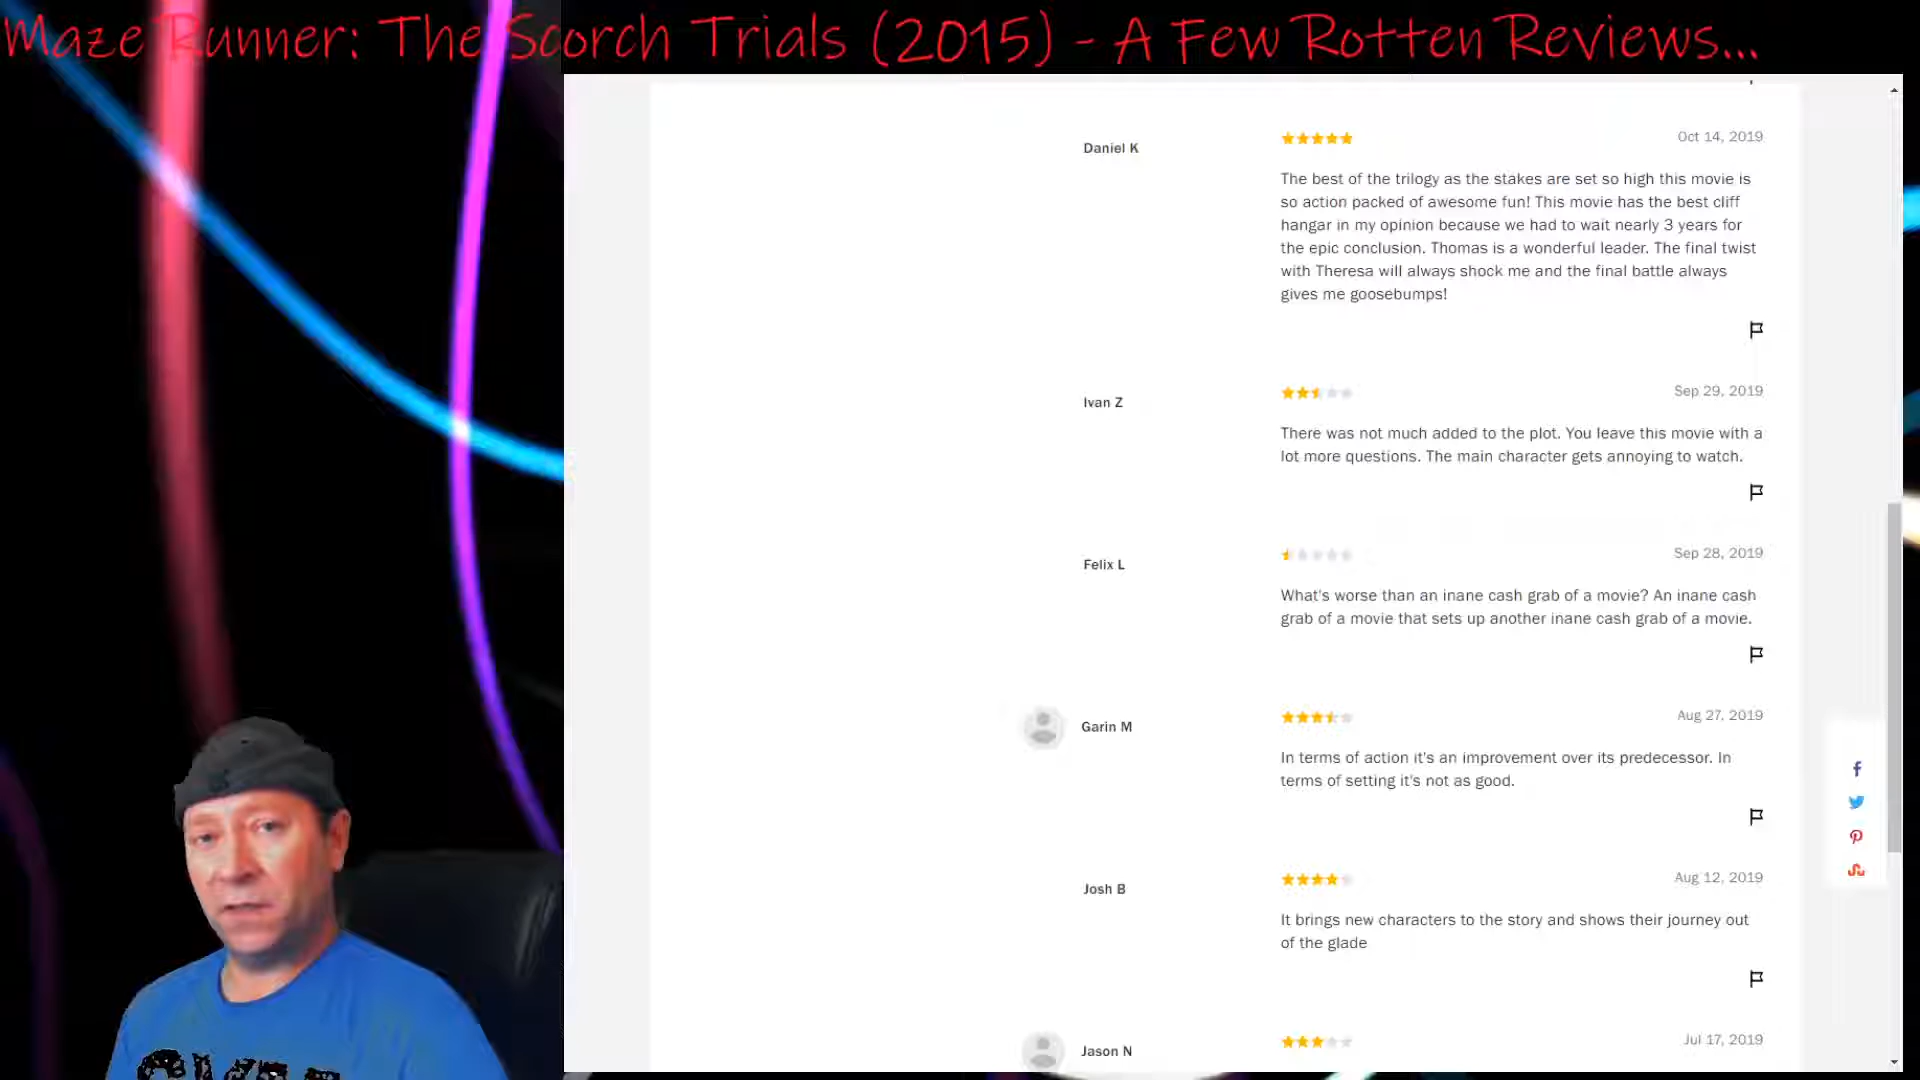 Maze Runner: The Scorch Trials (2015) - A Few Rotten Reviews...
Daniel K
Oct 14, 2019
The best of the trilogy as the stakes are set so high this movie is
so action packed of awesome fun! This movie has the best cliff
hangar in my opinion because we had to wait nearly 3 years for
the epic conclusion. Thomas is a wonderful leader. The final twist
with Theresa will always shock me and the final battle always
gives me goosebumps!
Ivan Z
Sep 29, 2019
There was not much added to the plot. You leave this movie with a
lot more questions. The main character gets annoying to watch.
Felix L
Sep 28, 2019
What's worse than an inane cash grab of a movie? An inane cash
grab of a movie that sets up another inane cash grab of a movie.
Garin M
Aug 27, 2019
In terms of action it's an improvement over its predecessor. In
terms of setting it's not as good.
Josh B
Aug 12, 2019
It brings new characters to the story and shows their journey out
of the glade
Jason N
Jul 17, 2019